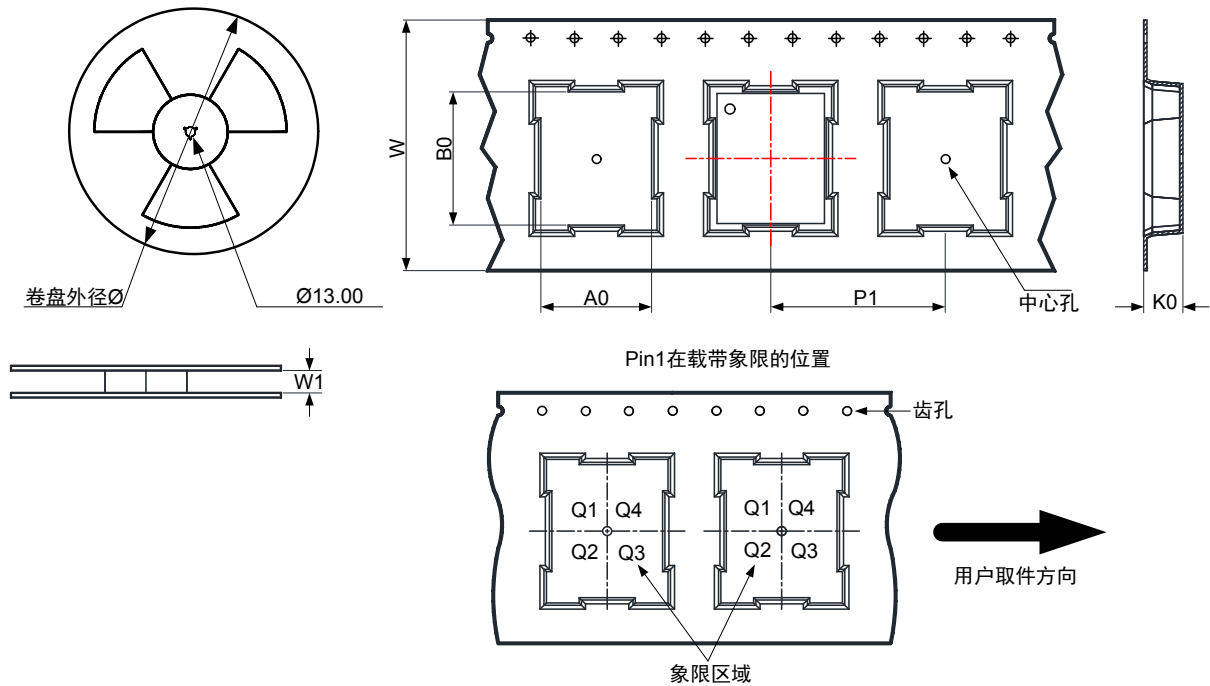 卷盘外径Ø
Ø13.00
W
B0
A0
P1
中心孔
K0
W1
Pin1在载带象限的位置
齿孔
Q1 Q4
Q2 Q3
Q1 Q4
Q2 Q3
用户取件方向
象限区域